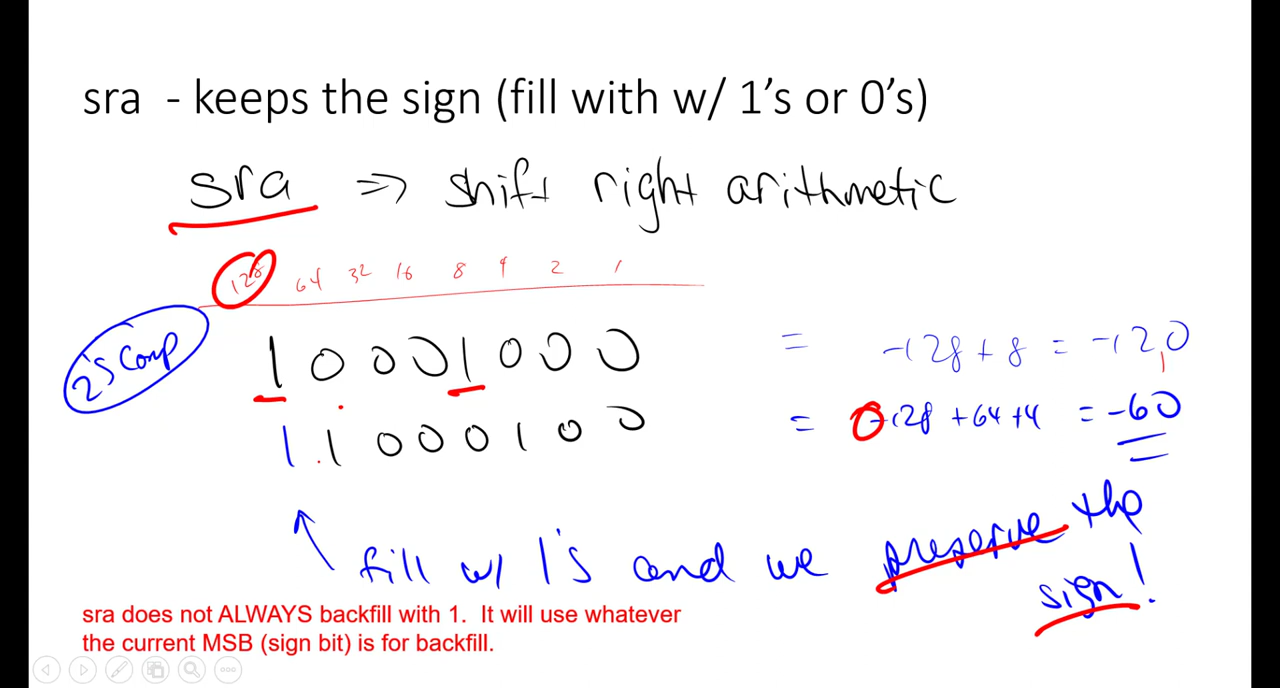 sra - keeps the sign (fill with w/ 1's or 0's)
sra => shift right arithmetic
128 64 32 16 8 4 2 1
2's Comp
1 0 0 0 1 0 0 0 = -128 + 8 = -120
1 1 0 0 0 1 0 0 = -128 + 64 + 4 = -60
fill w/ 1's and we preserve the
sign!
sra does not ALWAYS backfill with 1. It will use whatever
the current MSB (sign bit) is for backfill.